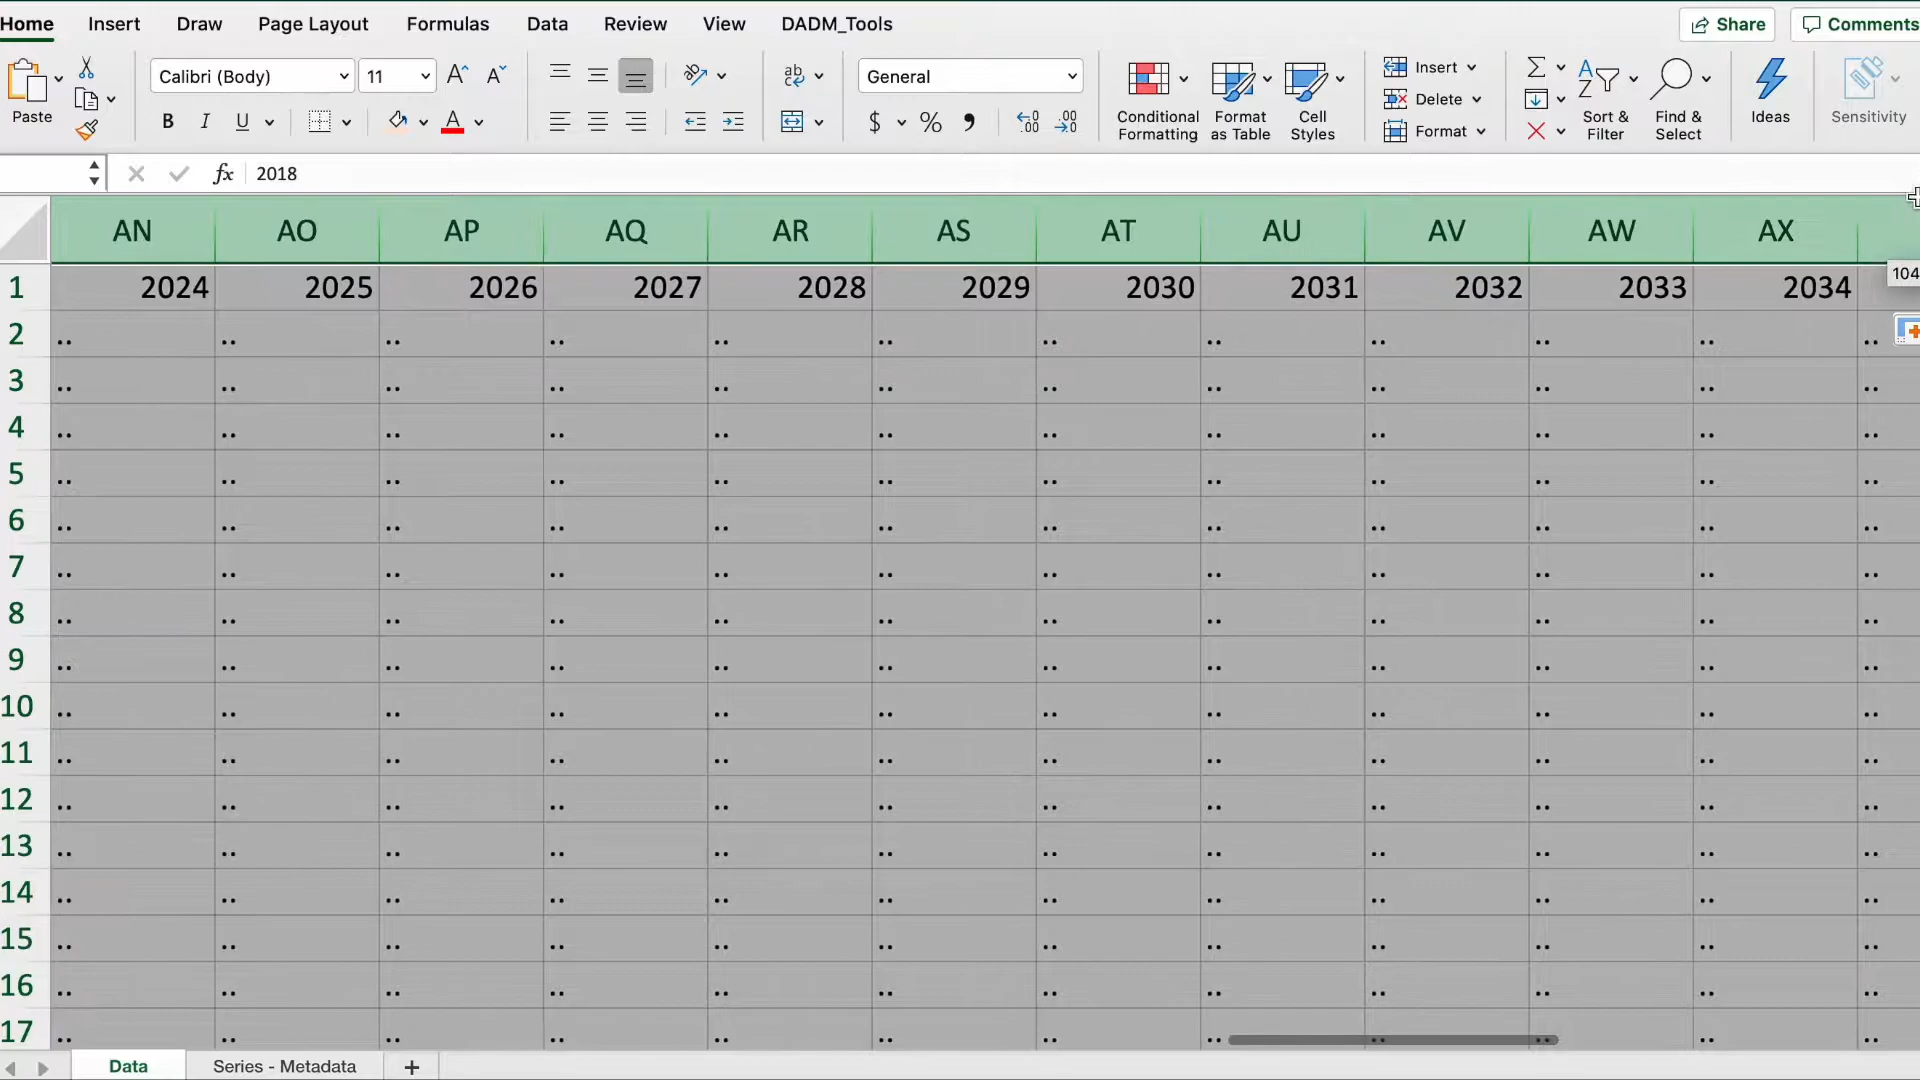 Home Insert Draw Page Layout Formulas Data Review View DADM_Tools Share Comments
Calibri (Body) 11 General Insert
Paste B I U A $ % Conditional Formatting Format as Table Cell Styles Delete Format Sort & Filter Find & Select Ideas Sensitivity
fx 2018
AN AO AP AQ AR AS AT AU AV AW AX
1 2024 2025 2026 2027 2028 2029 2030 2031 2032 2033 2034
2 .. .. .. .. .. .. .. .. .. .. .. ..
3 .. .. .. .. .. .. .. .. .. .. .. ..
4 .. .. .. .. .. .. .. .. .. .. .. ..
5 .. .. .. .. .. .. .. .. .. .. .. ..
6 .. .. .. .. .. .. .. .. .. .. .. ..
7 .. .. .. .. .. .. .. .. .. .. .. ..
8 .. .. .. .. .. .. .. .. .. .. .. ..
9 .. .. .. .. .. .. .. .. .. .. .. ..
10 .. .. .. .. .. .. .. .. .. .. .. ..
11 .. .. .. .. .. .. .. .. .. .. .. ..
12 .. .. .. .. .. .. .. .. .. .. .. ..
13 .. .. .. .. .. .. .. .. .. .. .. ..
14 .. .. .. .. .. .. .. .. .. .. .. ..
15 .. .. .. .. .. .. .. .. .. .. .. ..
16 .. .. .. .. .. .. .. .. .. .. .. ..
17 .. .. .. .. .. .. .. .. .. .. .. ..
Data Series - Metadata +